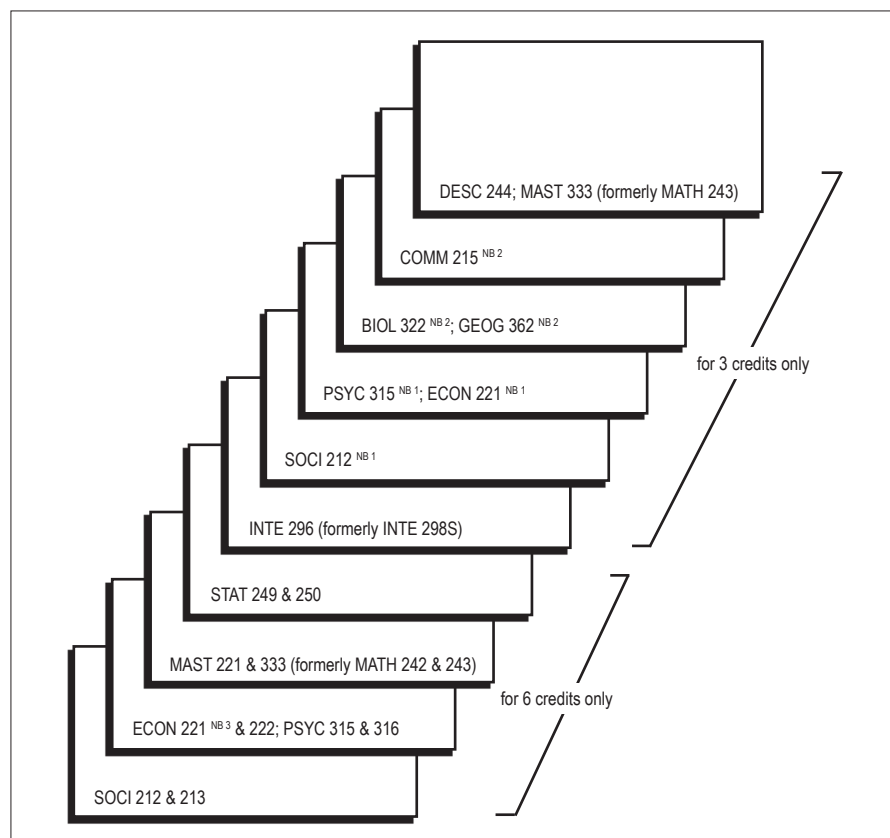 DESC 244; MAST 333 (formerly MATH 243)
COMM 215 NB 2
BIOL 322 NB 2; GEOG 362 NB 2
for 3 credits only
PSYC 315 NB 1; ECON 221 NB 1
SOCI 212 NB 1
INTE 296 (formerly INTE 298S)
STAT 249 & 250
MAST 221 & 333 (formerly MATH 242 & 243)
for 6 credits only
ECON 221 NB 3 & 222; PSYC 315 & 316
SOCI 212 & 213